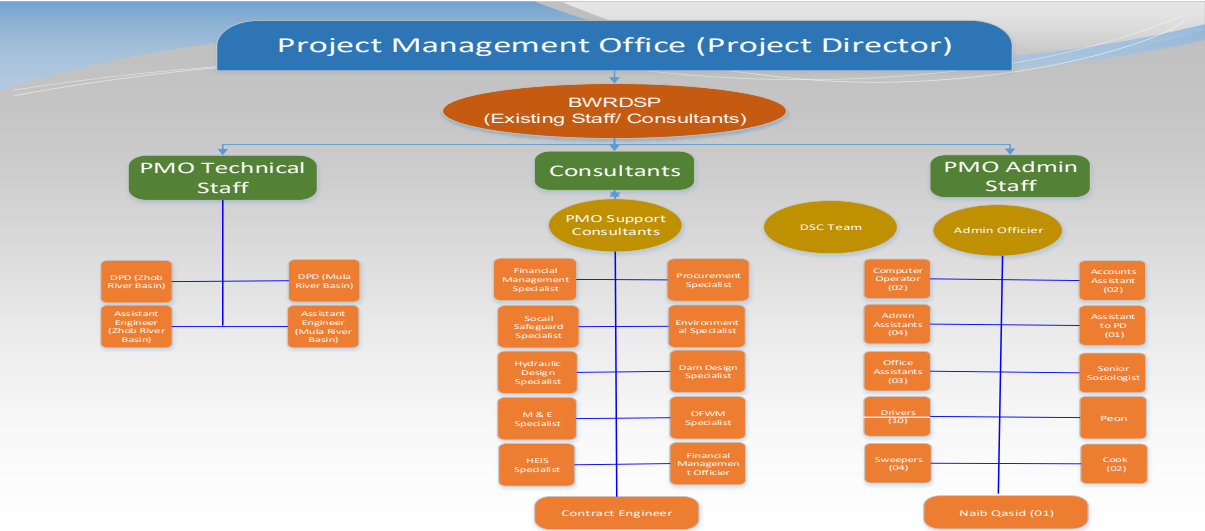 Project Management Office (Project Director)
BWRDSP
(Existing Staff/ Consultants)
PMO Technical
Staff
Consultants
PMO Admin
Staff
PMO Support
Consultants
DSC Team
Admin Officier
DPD (Zhob
River Basin)
DPD (Mula
River Basin)
Assistant
Engineer
(Zhob River
Basin)
Assistant
Engineer
(Mula River
Basin)
Financial
Management
Specialist
Procurement
Specialist
Socail
Safeguard
Specialist
Environment
al Specialist
Hydraulic
Design
Specialist
Dam Design
Specialist
M & E
Specialist
OFWM
Specialist
HEIS
Specialist
Financial
Managemen
t Officier
Contract Engineer
Computer
Operator
(02)
Accounts
Assistant
(02)
Admin
Assistants
(04)
Assistant
to PD
(01)
Office
Assistants
(03)
Senior
Sociologist
Drivers
(10)
Peon
Sweepers
(04)
Cook
(02)
Naib Qasid (01)